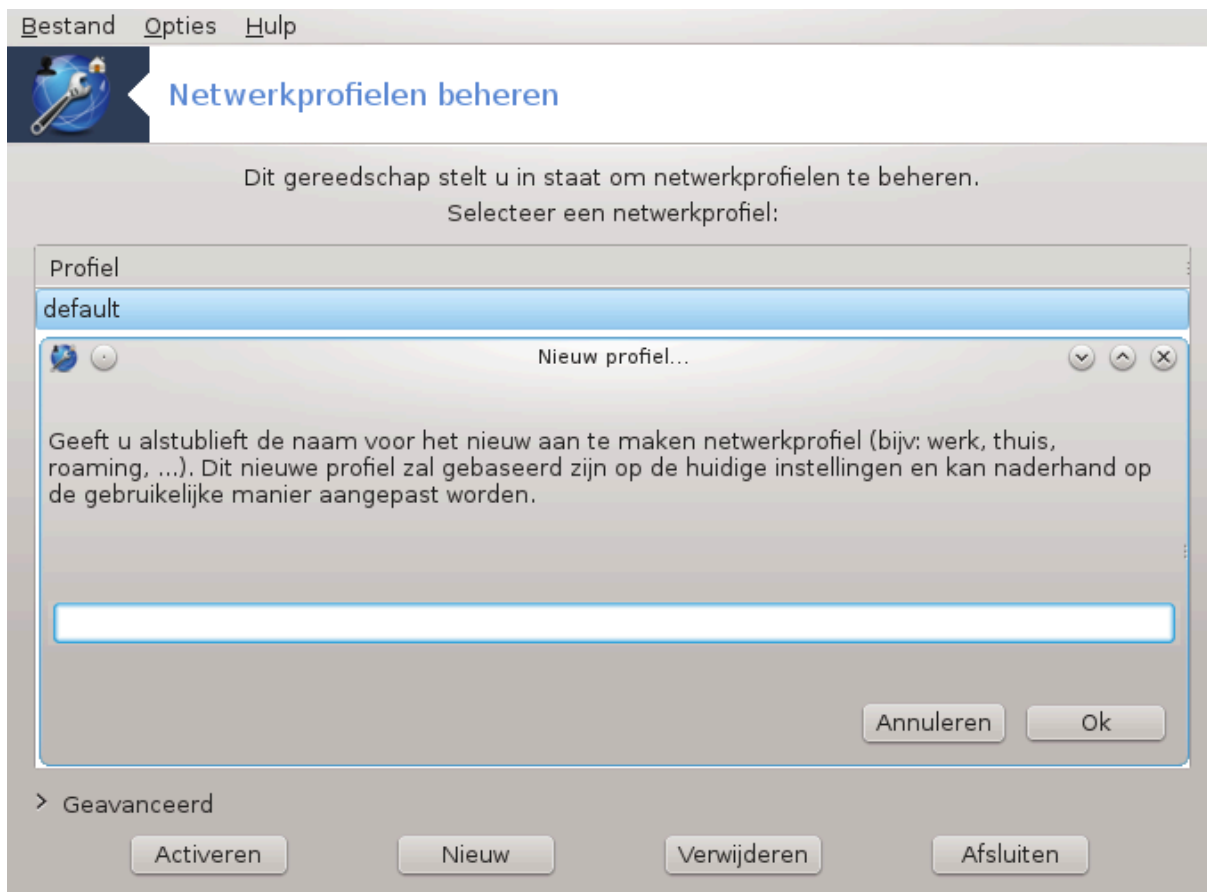 Bestand Opties Hulp
Netwerkprofielen beheren
Dit gereedschap stelt u in staat om netwerkprofielen te beheren.
Selecteer een netwerkprofiel:
Profiel
default
Nieuw profiel...
Geeft u alstublieft de naam voor het nieuw aan te maken netwerkprofiel (bijv: werk, thuis,
roaming, ...). Dit nieuwe profiel zal gebaseerd zijn op de huidige instellingen en kan naderhand op
de gebruikelijke manier aangepast worden.
Annuleren Ok
> Geavanceerd
Activeren Nieuw Verwijderen Afsluiten